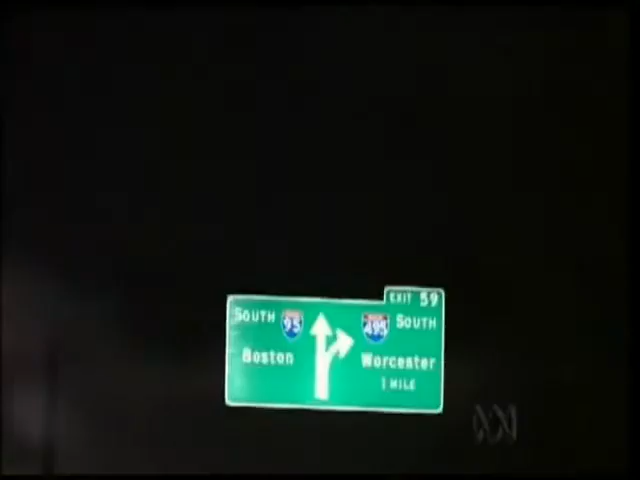 EXIT 59
SOUTH 95
Boston
495 SOUTH
Worcester
1 MILE